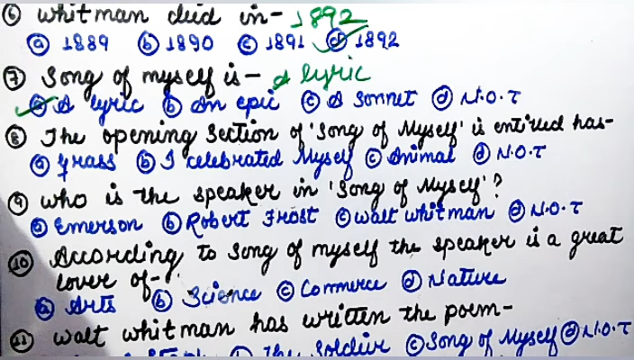 ⑥ Whitman died in- 1892
ⓐ 1889 ⓑ 1890 ⓒ 1891 ⓓ 1892
⑦ Song of myself is- A lyric
ⓐ A lyric ⓑ An epic ⓒ A Sonnet ⓓ N.O.T
⑧ The opening section of 'Song of Myself' is entitled has-
ⓐ Grass ⓑ I celebrated Myself ⓒ Animal ⓓ N.O.T
⑨ who is the speaker in 'Song of Myself'?
ⓐ Emerson ⓑ Robert Frost ⓒ walt whitman ⓓ N.O.T
⑩ According to song of myself the speaker is a great
lover of-
ⓐ Arts ⓑ Science ⓒ Commerce ⓓ Nature
⑪ walt whitman has written the poem-
ⓑ The Soldier ⓒ Song of Myself ⓓ N.O.T